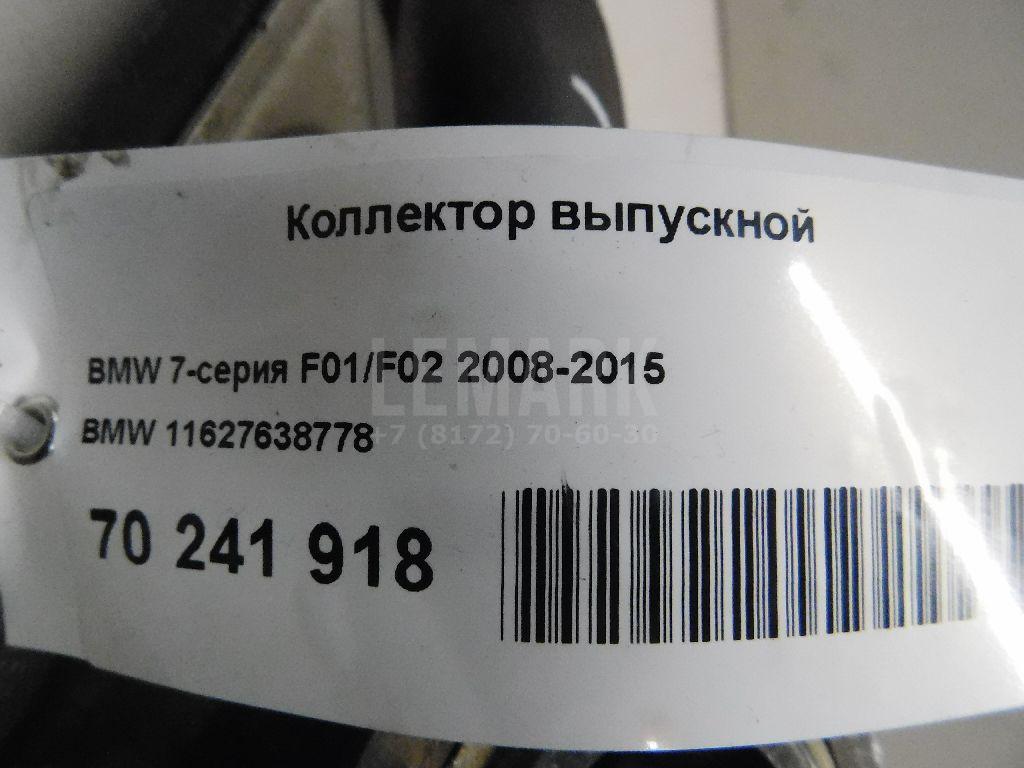 Коллектор выпускной
BMW 7-серия F01/F02 2008-2015
LEMARK
BMW 11627638778
+7 (8172) 70-60-30
70 241 918